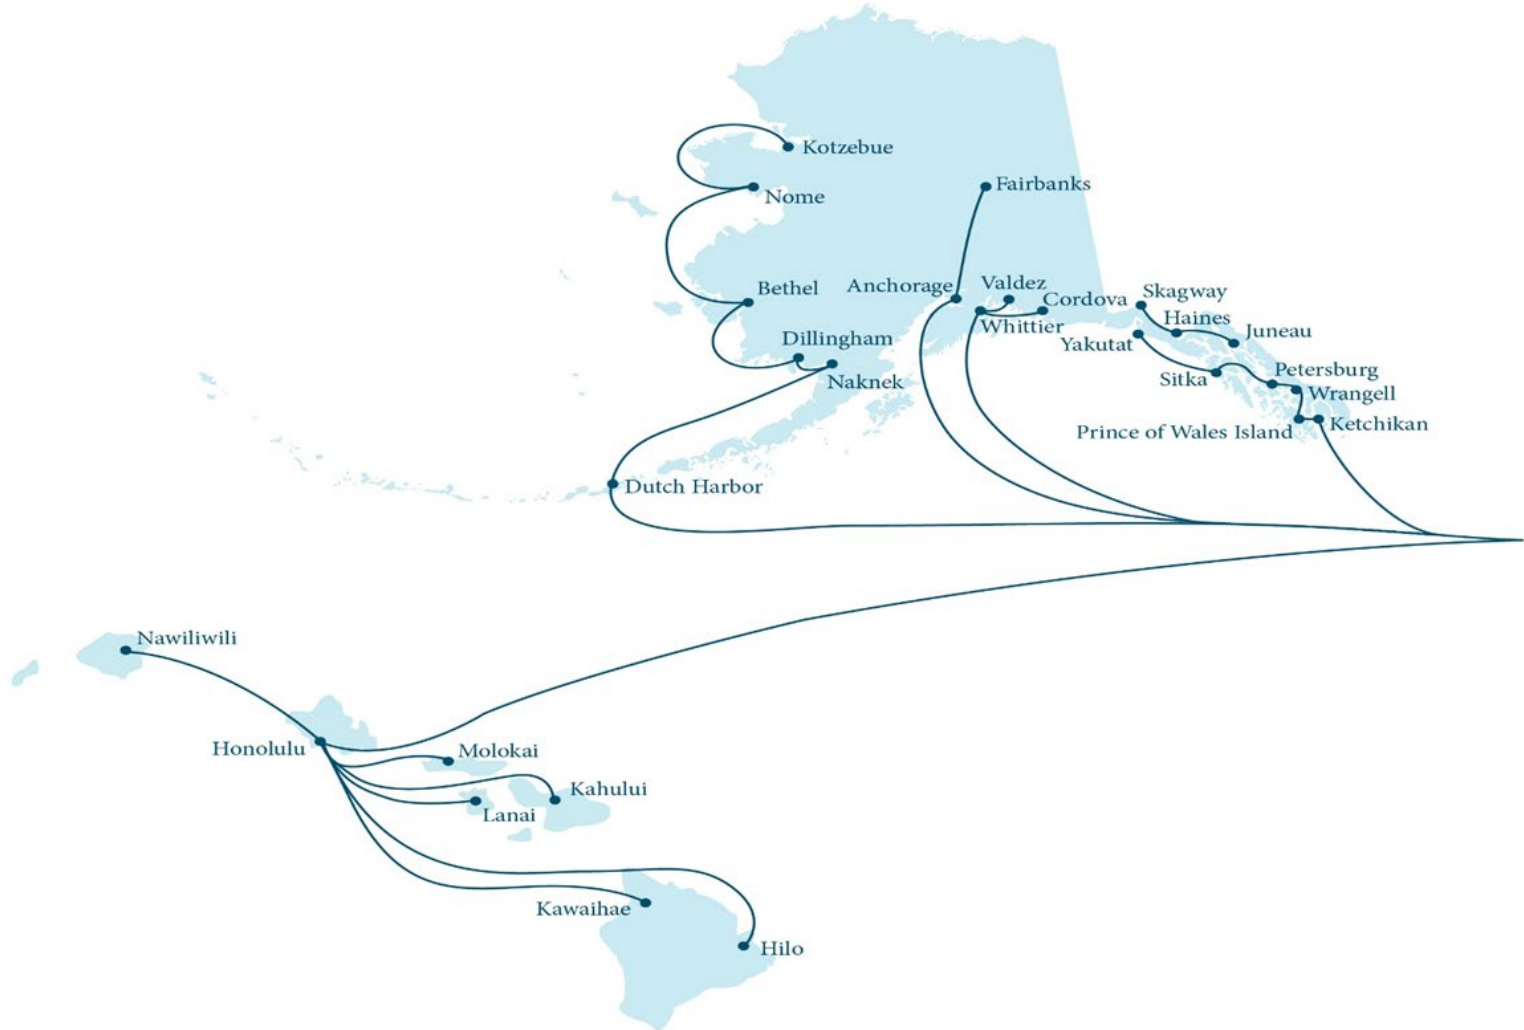 Kotzebue
Fairbanks
Nome
Bethel
Anchorage
Valdez
Cordova
Skagway
Whittier
Haines
Juneau
Yakutat
Dillingham
Naknek
Sitka
Petersburg
Wrangell
Prince of Wales Island
Ketchikan
Dutch Harbor
Nawiliwili
Honolulu
Molokai
Kahului
Lanai
Kawaihae
Hilo